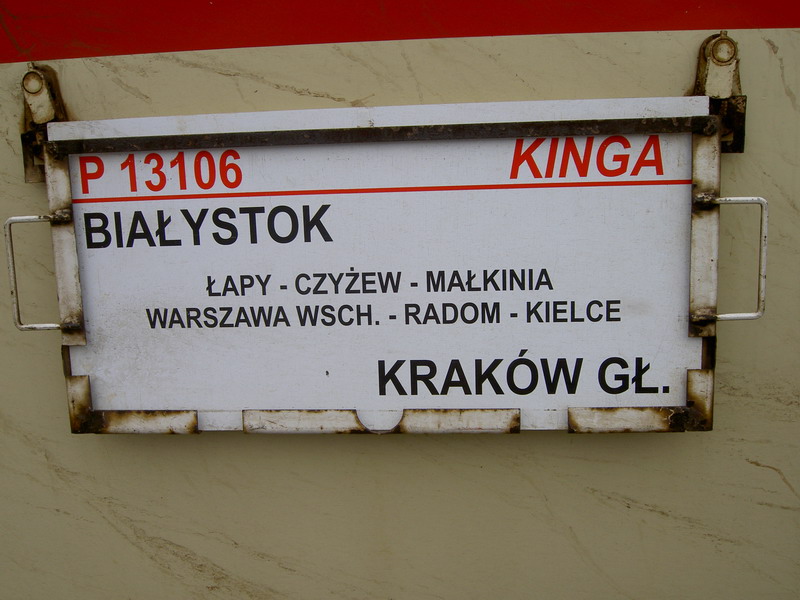 P 13106 KINGA
BIAŁYSTOK
ŁAPY - CZYŻEW - MAŁKINIA
WARSZAWA WSCH. - RADOM - KIELCE
KRAKÓW GŁ.